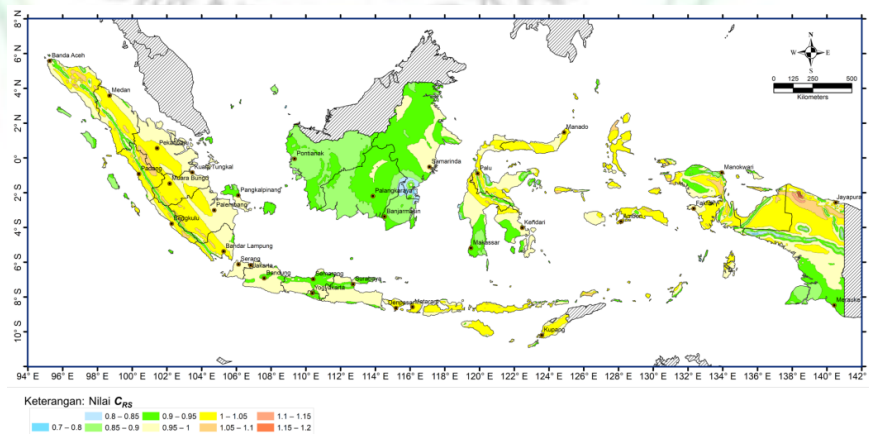 8° N
6° N
4° N
2° N
0°
2° S
4° S
6° S
8° S
10° S
94° E 96° E 98° E 100° E 102° E 104° E 106° E 108° E 110° E 112° E 114° E 116° E 118° E 120° E 122° E 124° E 126° E 128° E 130° E 132° E 134° E 136° E 138° E 140° E 142° E
N
W E
S
0 125 250 500
Kilometers
Banda Aceh
Medan
Pekanbaru
Padang
Kuala Tungkal
Muara Bungo
Pangkalpinang
Palembang
Bengkulu
Bandar Lampung
Serang
Jakarta
Bandung
Semarang
Yogyakarta
Surabaya
Denpasar
Mataram
Kupang
Pontianak
Palangkaraya
Banjarmasin
Samarinda
Palu
Manado
Makassar
Kendari
Ambon
Fakfak
Manokwari
Jayapura
Merauke
Keterangan: Nilai C_RS
0.8 – 0.85 0.9 – 0.95 1 – 1.05 1.1 – 1.15
0.7 – 0.8 0.85 – 0.9 0.95 – 1 1.05 – 1.1 1.15 – 1.2